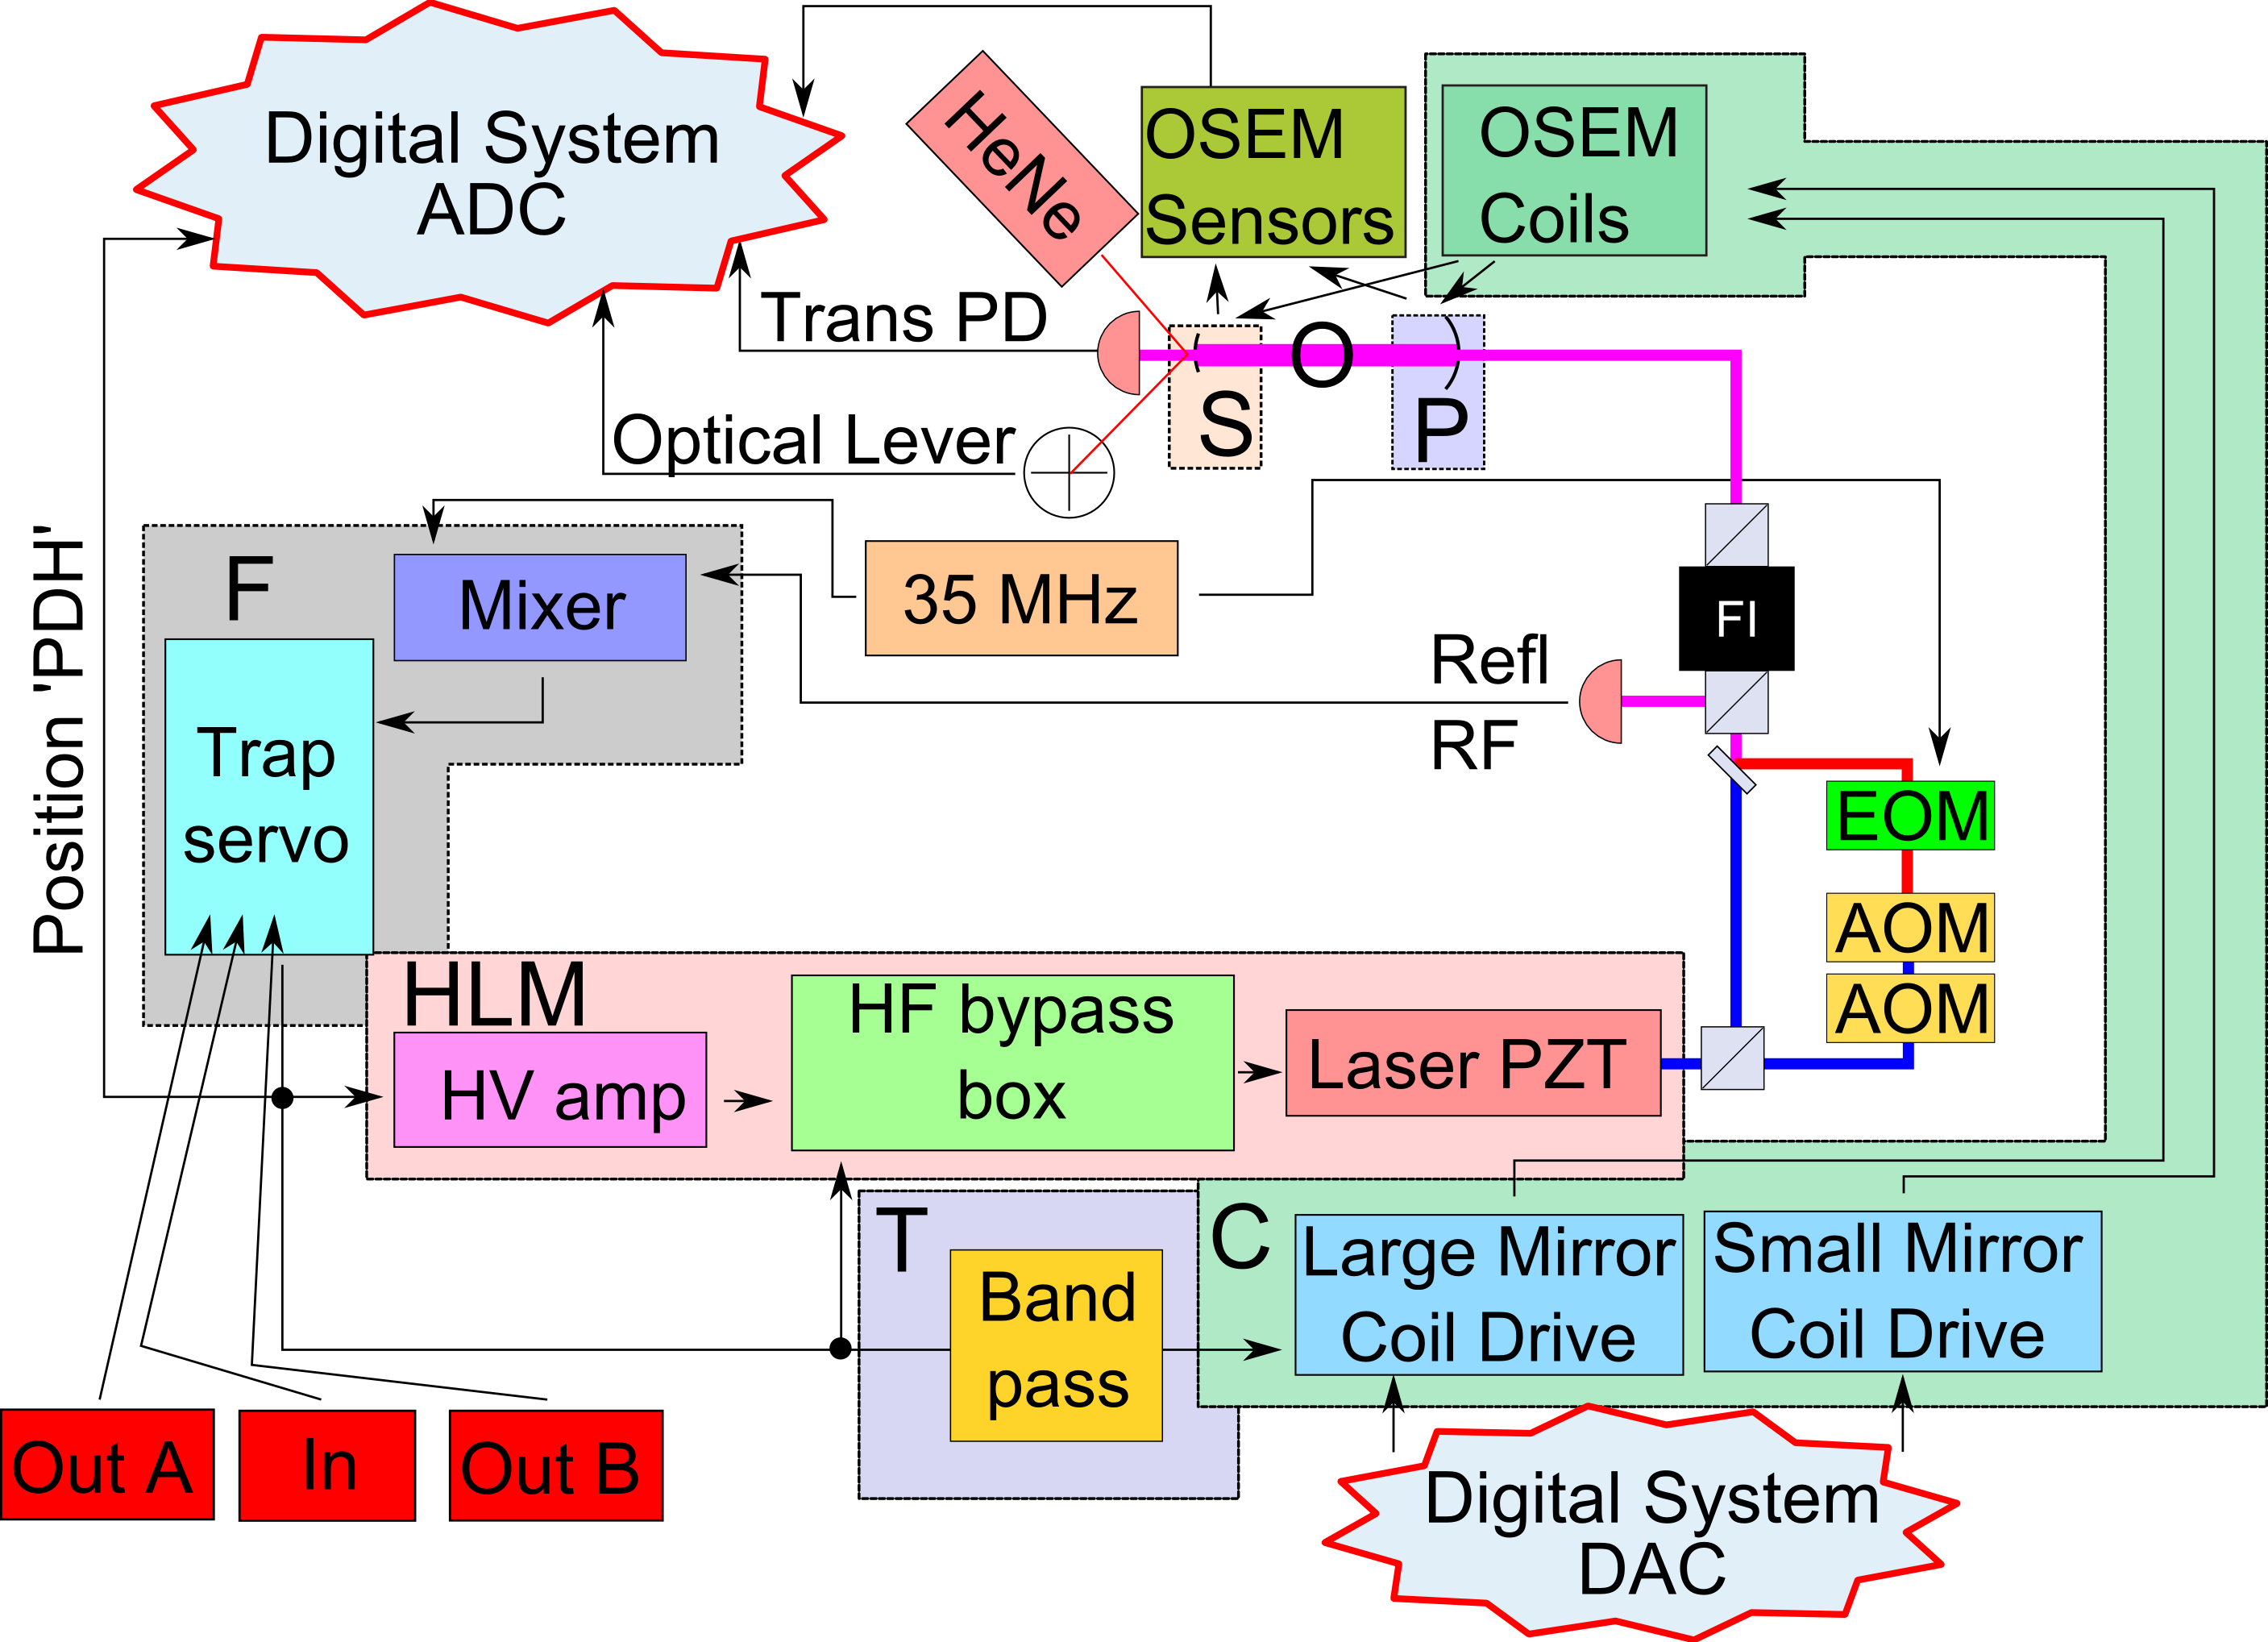 Digital System
ADC
HeNe
OSEM
Sensors
OSEM
Coils
Trans PD
O
S
P
Optical Lever
Position 'PDH'
F
Mixer
35 MHz
FI
Refl
RF
Trap
servo
EOM
AOM
AOM
HLM
HV amp
HF bypass
box
Laser PZT
T
Band
pass
C
Large Mirror
Coil Drive
Small Mirror
Coil Drive
Out A
In
Out B
Digital System
DAC